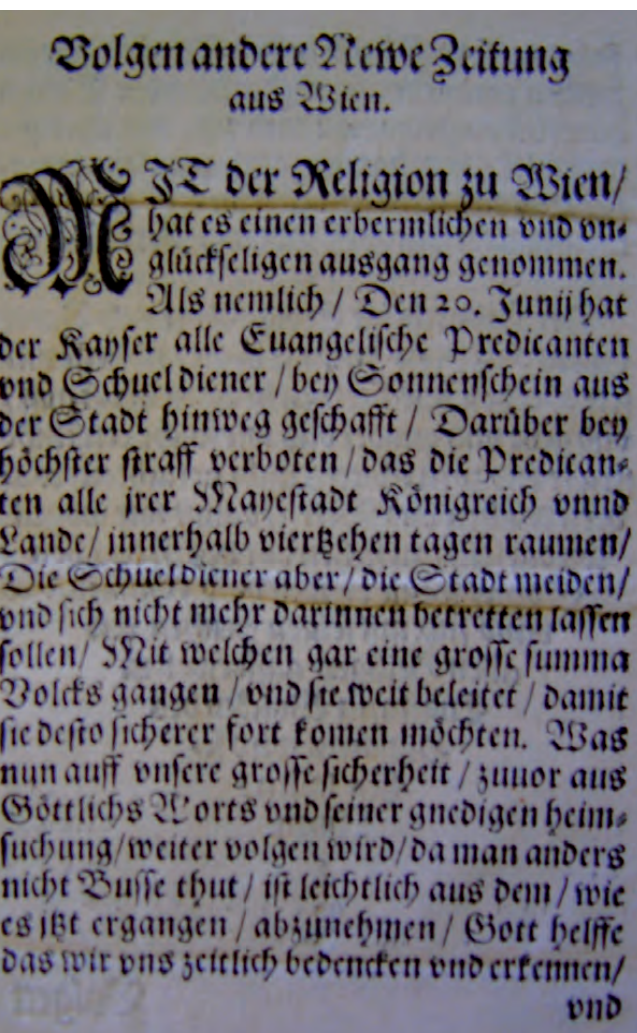 Volgen andere Newe Zeitung
aus Wien.
MIT der Religion zu Wien/
hat es einen erbermlichen vnd vn⸗
glückseligen ausgang genommen.
Als nemlich / Den 20. Junij hat
der Kayser alle Euangelische Predicanten
vnd Schueldiener / bey Sonnenschein aus
der Stadt hinweg geschafft / Darüber bey
höchster straff verboten / das die Predican⸗
ten alle jrer Mayestadt Königreich vnnd
Lande/ innerhalb viertzehen tagen raumen/
Die Schueldiener aber / die Stadt meiden/
vnd sich nicht mehr darinnen betretten lassen
sollen/ Mit welchen gar eine grosse summa
Volcks gangen / vnd sie weit beleitet / damit
sie desto sicherer fort komen möchten. Was
nun auff vnsere grosse sicherheit / zuuor aus
Göttlichs Worts vnd seiner gnedigen heim⸗
suchung/weiter volgen wird/da man anders
nicht Busse thut / ist leichtlich aus dem / wie
es jtzt ergangen / abzunehmen / Gott helffe
das wir vns zeitlich bedencken vnd erkennen/
vnd